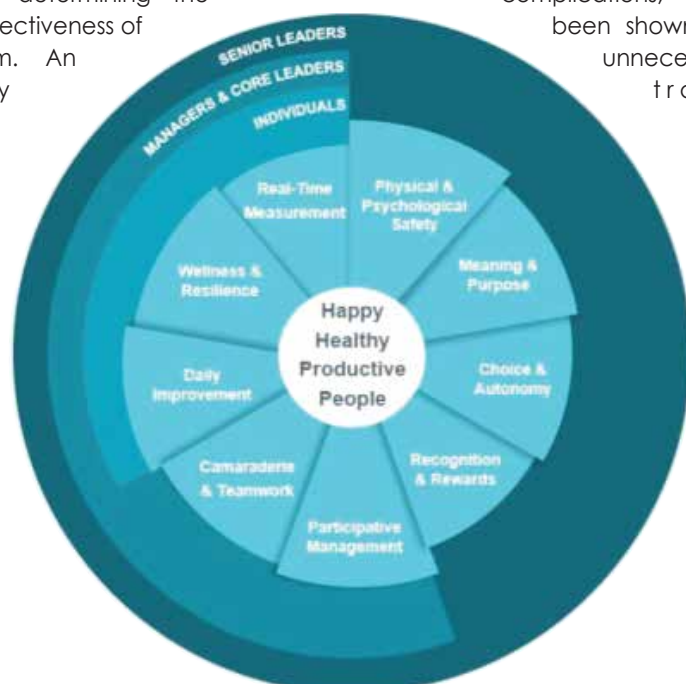 determining the
ectiveness of
m. An
y
complications,
been shown
unnece
tra
SENIOR LEADERS
MANAGERS & CORE LEADERS
INDIVIDUALS
Real-Time
Measurement
Physical &
Psychological
Safety
Meaning &
Purpose
Choice &
Autonomy
Recognition
& Rewards
Participative
Management
Camaraderie
& Teamwork
Daily
Improvement
Wellness &
Resilience
Happy
Healthy
Productive
People